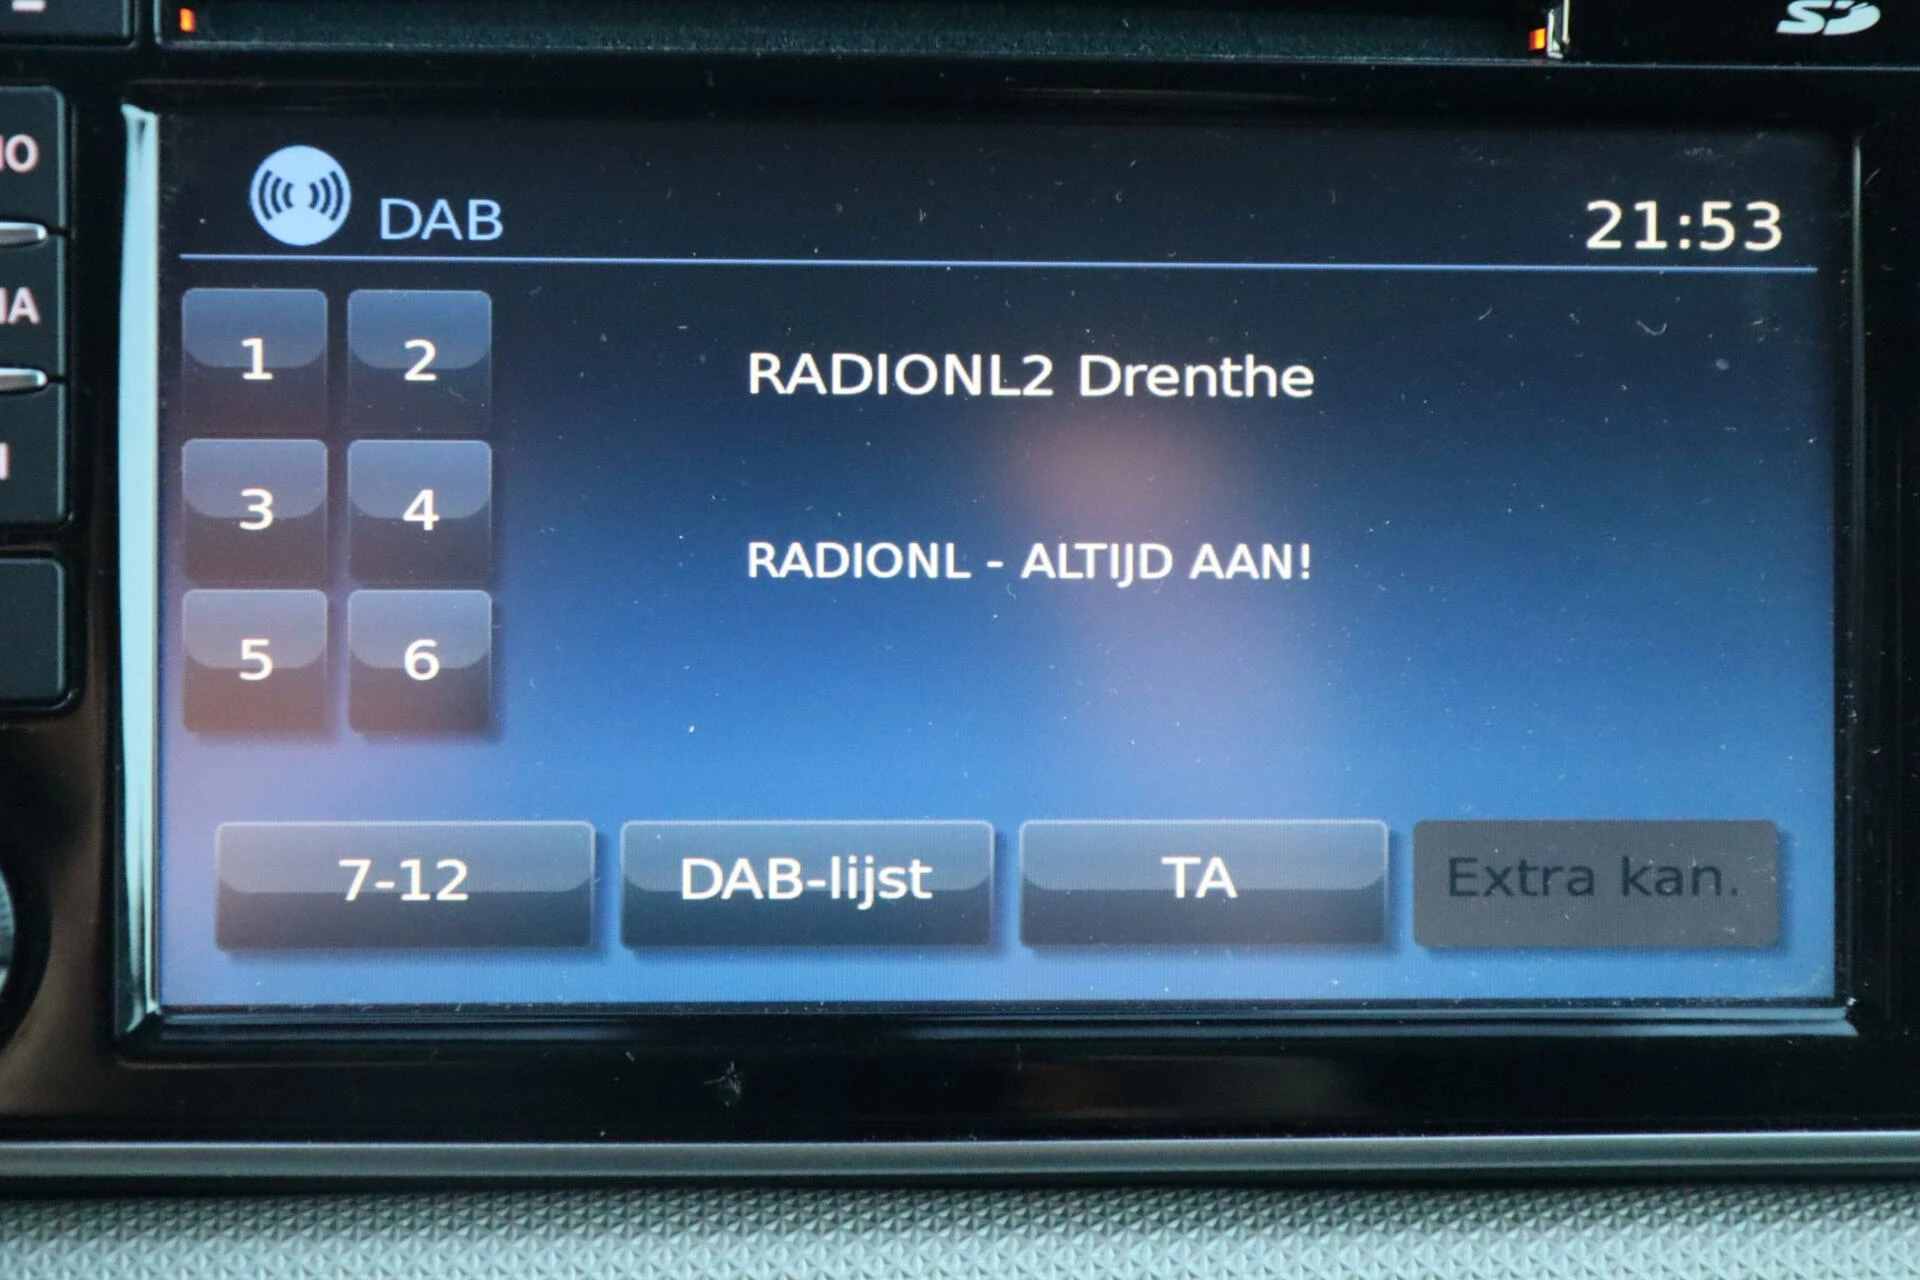 SD
DAB
21:53
1 2
RADIONL2 Drenthe
3 4
RADIONL - ALTIJD AAN!
5 6
7-12 DAB-lijst TA Extra kan.